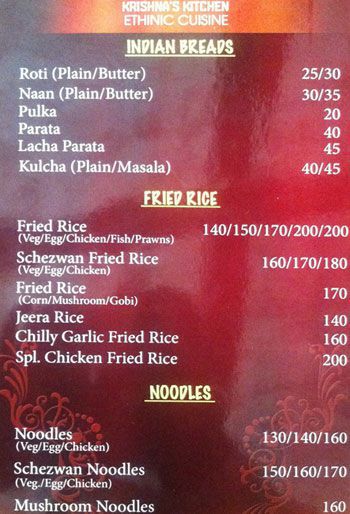 KRISHNA'S KITCHEN
ETHINIC CUISINE
INDIAN BREADS
Roti (Plain/Butter) 25/30
Naan (Plain/Butter) 30/35
Pulka 20
Parata 40
Lacha Parata 45
Kulcha (Plain/Masala) 40/45
FRIED RICE
Fried Rice 140/150/170/200/200
(Veg/Egg/Chicken/Fish/Prawns)
Schezwan Fried Rice 160/170/180
(Veg/Egg/Chicken)
Fried Rice 170
(Corn/Mushroom/Gobi)
Jeera Rice 140
Chilly Garlic Fried Rice 160
Spl. Chicken Fried Rice 200
NOODLES
Noodles 130/140/160
(Veg/Egg/Chicken)
Schezwan Noodles 150/160/170
(Veg./Egg/Chicken)
Mushroom Noodles 160